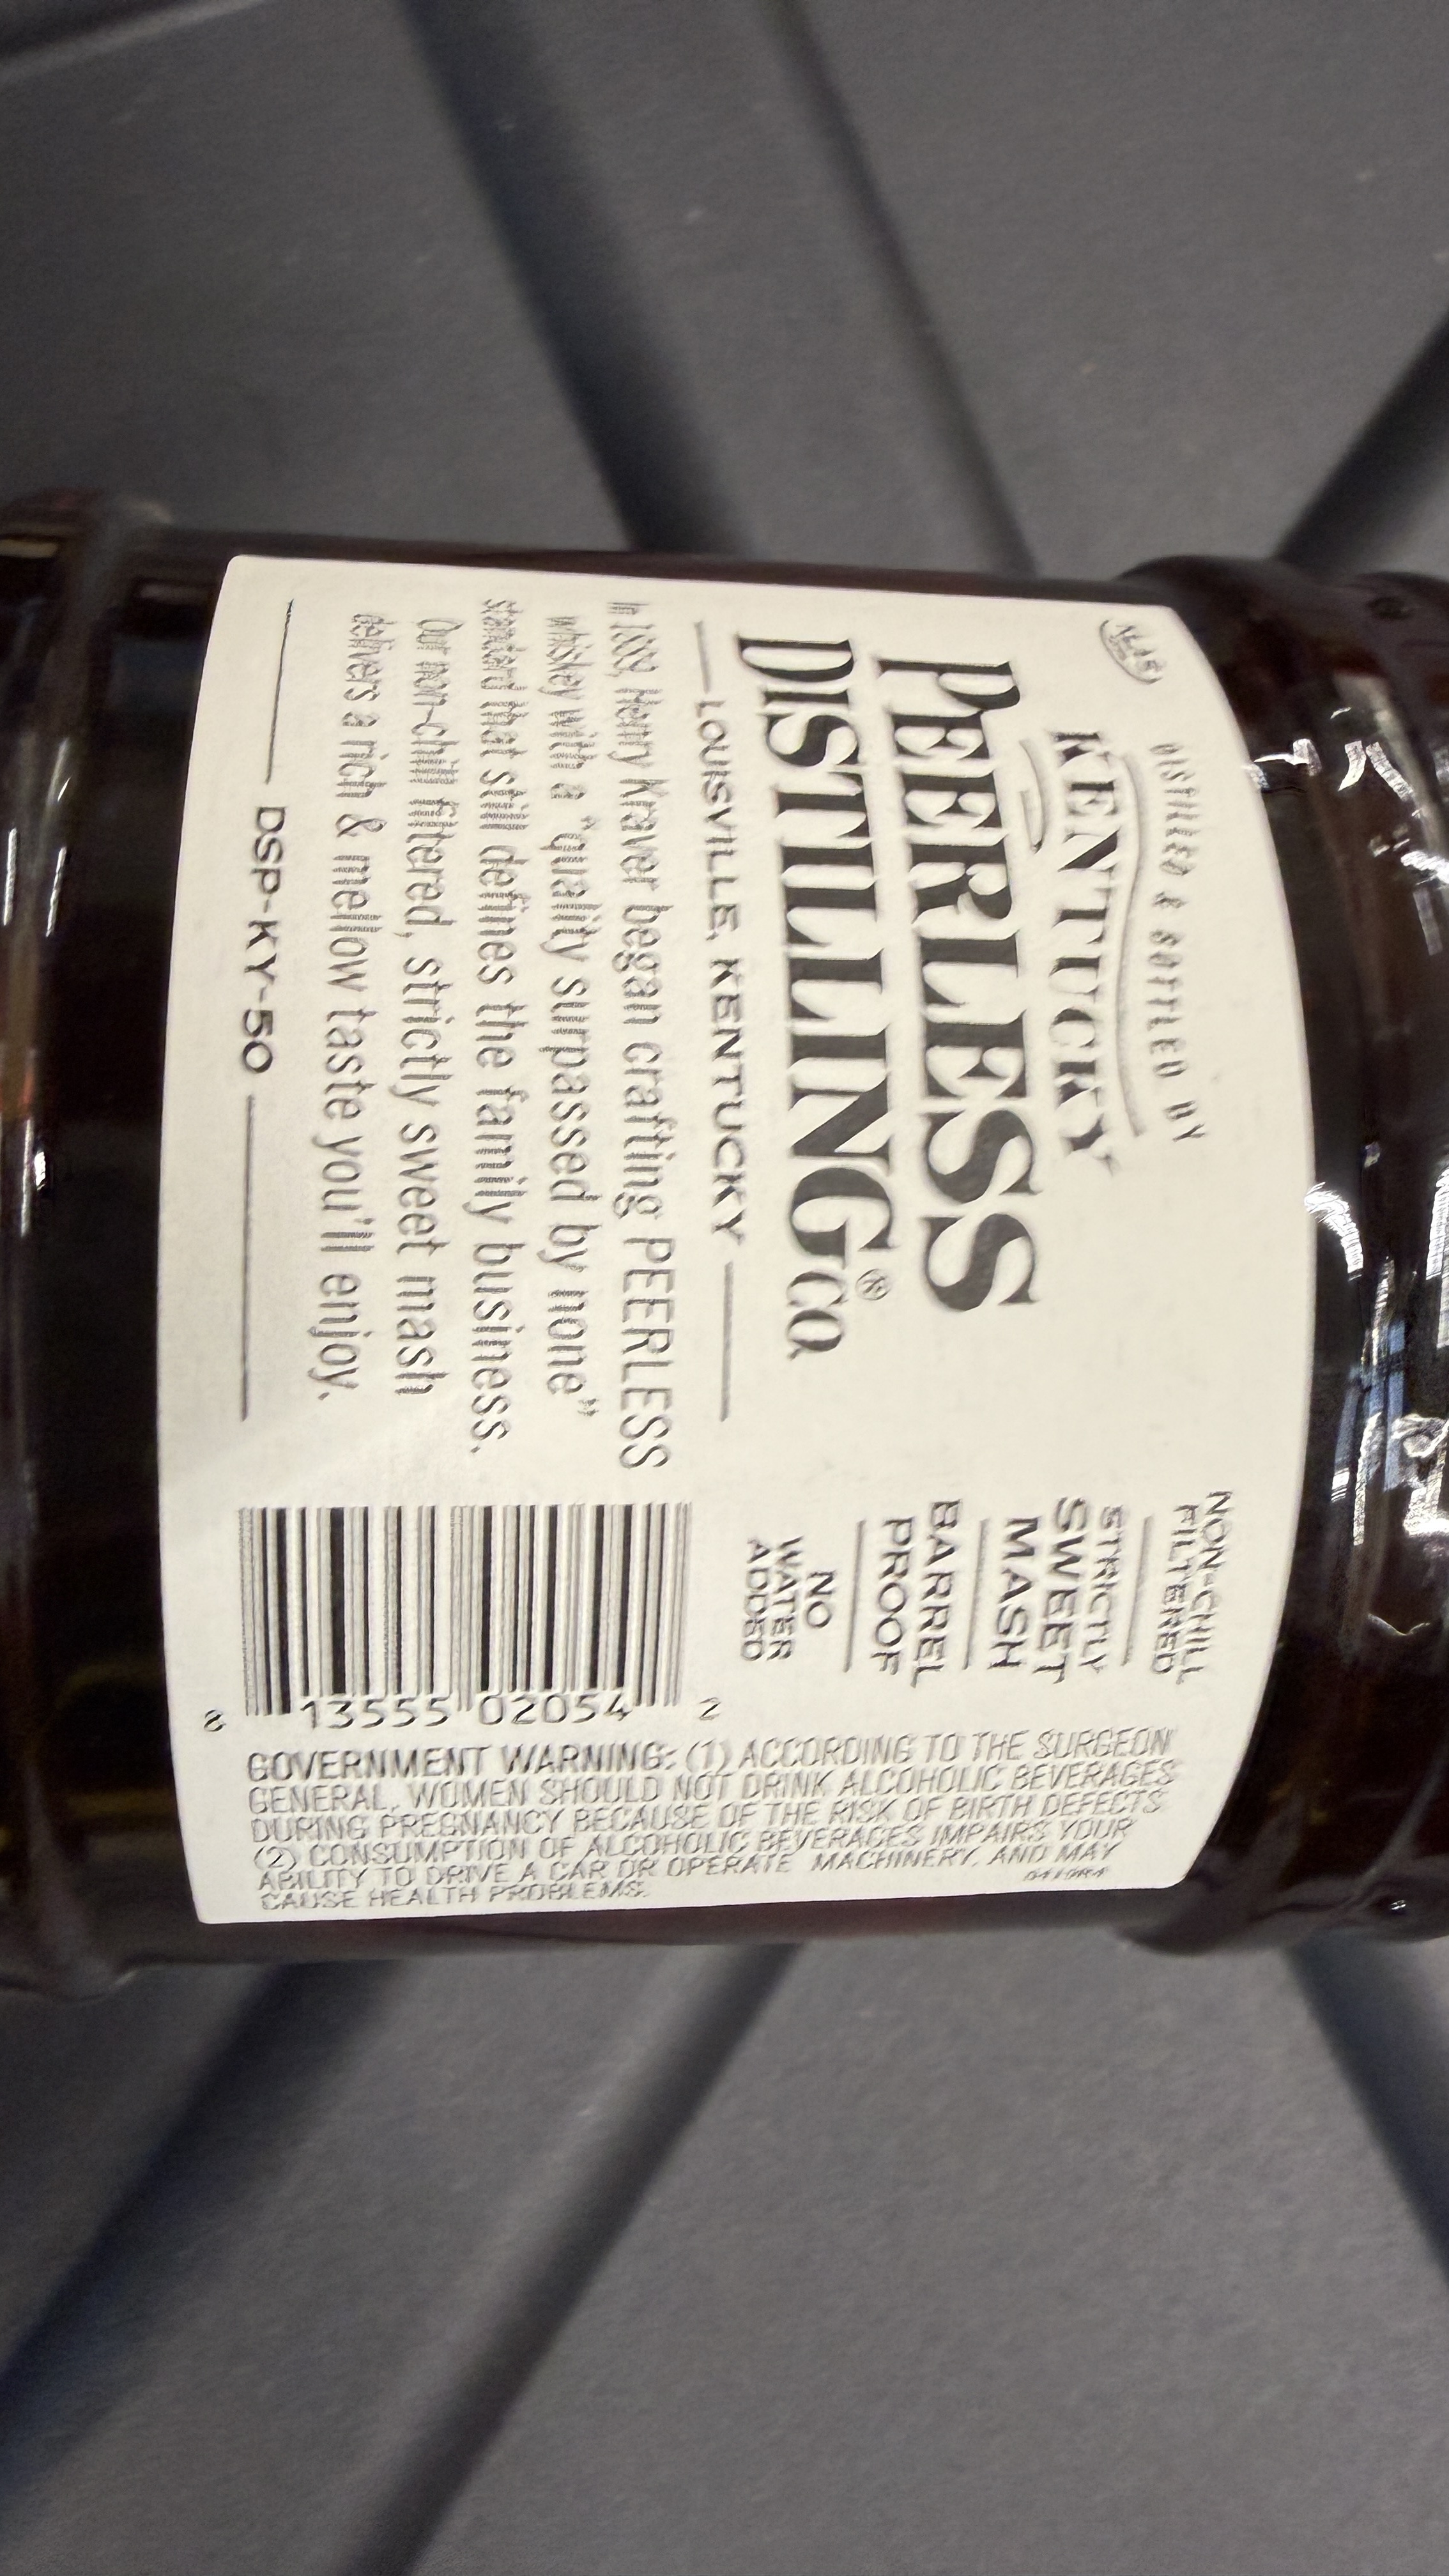 DISTILLED & BOTTLED BY
KENTUCKY
PEERLESS
DISTILLING CO.®
LOUISVILLE, KENTUCKY
In 1889, Henry Kraver began crafting PEERLESS
whiskey with a "quality surpassed by none"
standard that still defines the family business.
Our non-chill filtered, strictly sweet mash
delivers a rich & mellow taste you'll enjoy.
DSP-KY-50
NON-CHILL
FILTERED
STRICTLY
SWEET
MASH
BARREL
PROOF
NO
WATER
ADDED
8 13555 02054 2
GOVERNMENT WARNING: (1) ACCORDING TO THE SURGEON
GENERAL, WOMEN SHOULD NOT DRINK ALCOHOLIC BEVERAGES
DURING PREGNANCY BECAUSE OF THE RISK OF BIRTH DEFECTS
(2) CONSUMPTION OF ALCOHOLIC BEVERAGES IMPAIRS YOUR
ABILITY TO DRIVE A CAR OR OPERATE MACHINERY, AND MAY
CAUSE HEALTH PROBLEMS.